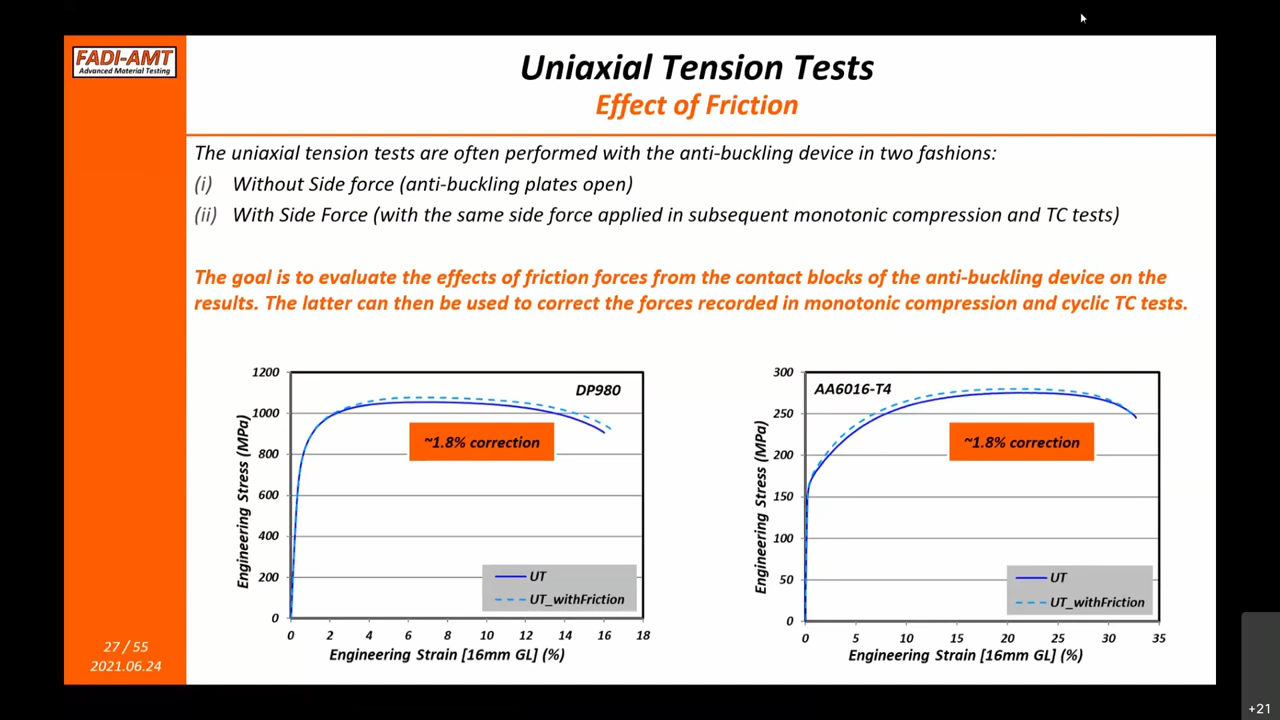 FADI-AMT
Advanced Material Testing
Uniaxial Tension Tests
Effect of Friction
The uniaxial tension tests are often performed with the anti-buckling device in two fashions:
(i) Without Side force (anti-buckling plates open)
(ii) With Side Force (with the same side force applied in subsequent monotonic compression and TC tests)
The goal is to evaluate the effects of friction forces from the contact blocks of the anti-buckling device on the
results. The latter can then be used to correct the forces recorded in monotonic compression and cyclic TC tests.
Engineering Stress (MPa)
1200
1000
800
600
400
200
0
DP980
~1.8% correction
UT
UT_withFriction
0 2 4 6 8 10 12 14 16 18
Engineering Strain [16mm GL] (%)
Engineering Stress (MPa)
300
250
200
150
100
50
0
AA6016-T4
~1.8% correction
UT
UT_withFriction
0 5 10 15 20 25 30 35
Engineering Strain [16mm GL] (%)
27 / 55
2021.06.24
+21